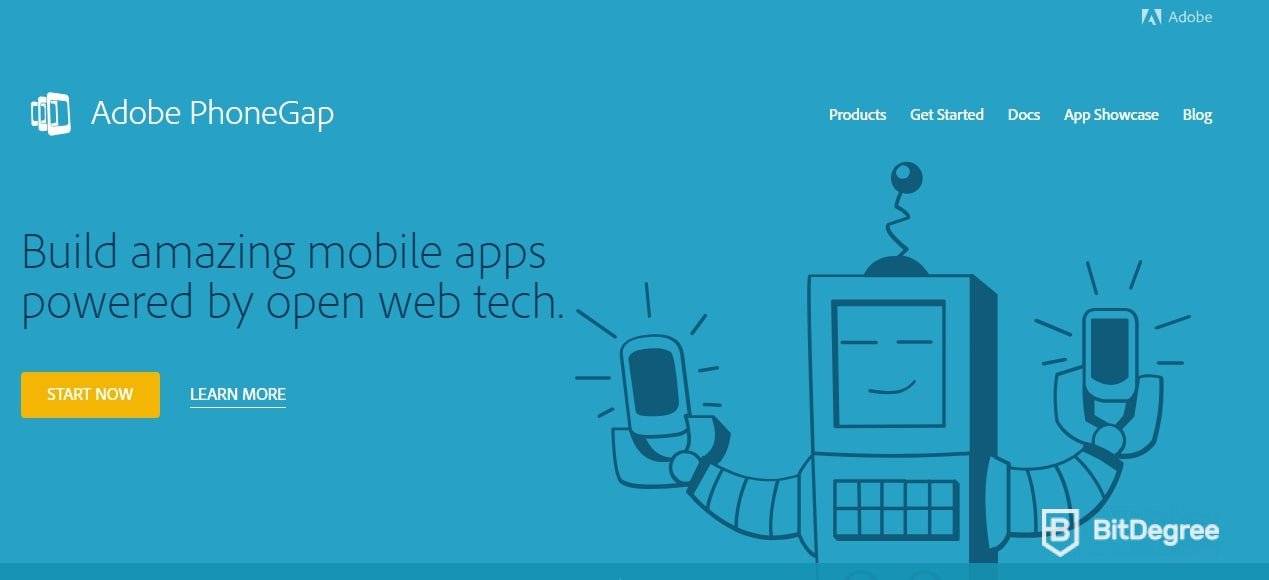 Adobe
Adobe PhoneGap
Products Get Started Docs App Showcase Blog
Build amazing mobile apps
powered by open web tech.
START NOW LEARN MORE
BitDegree